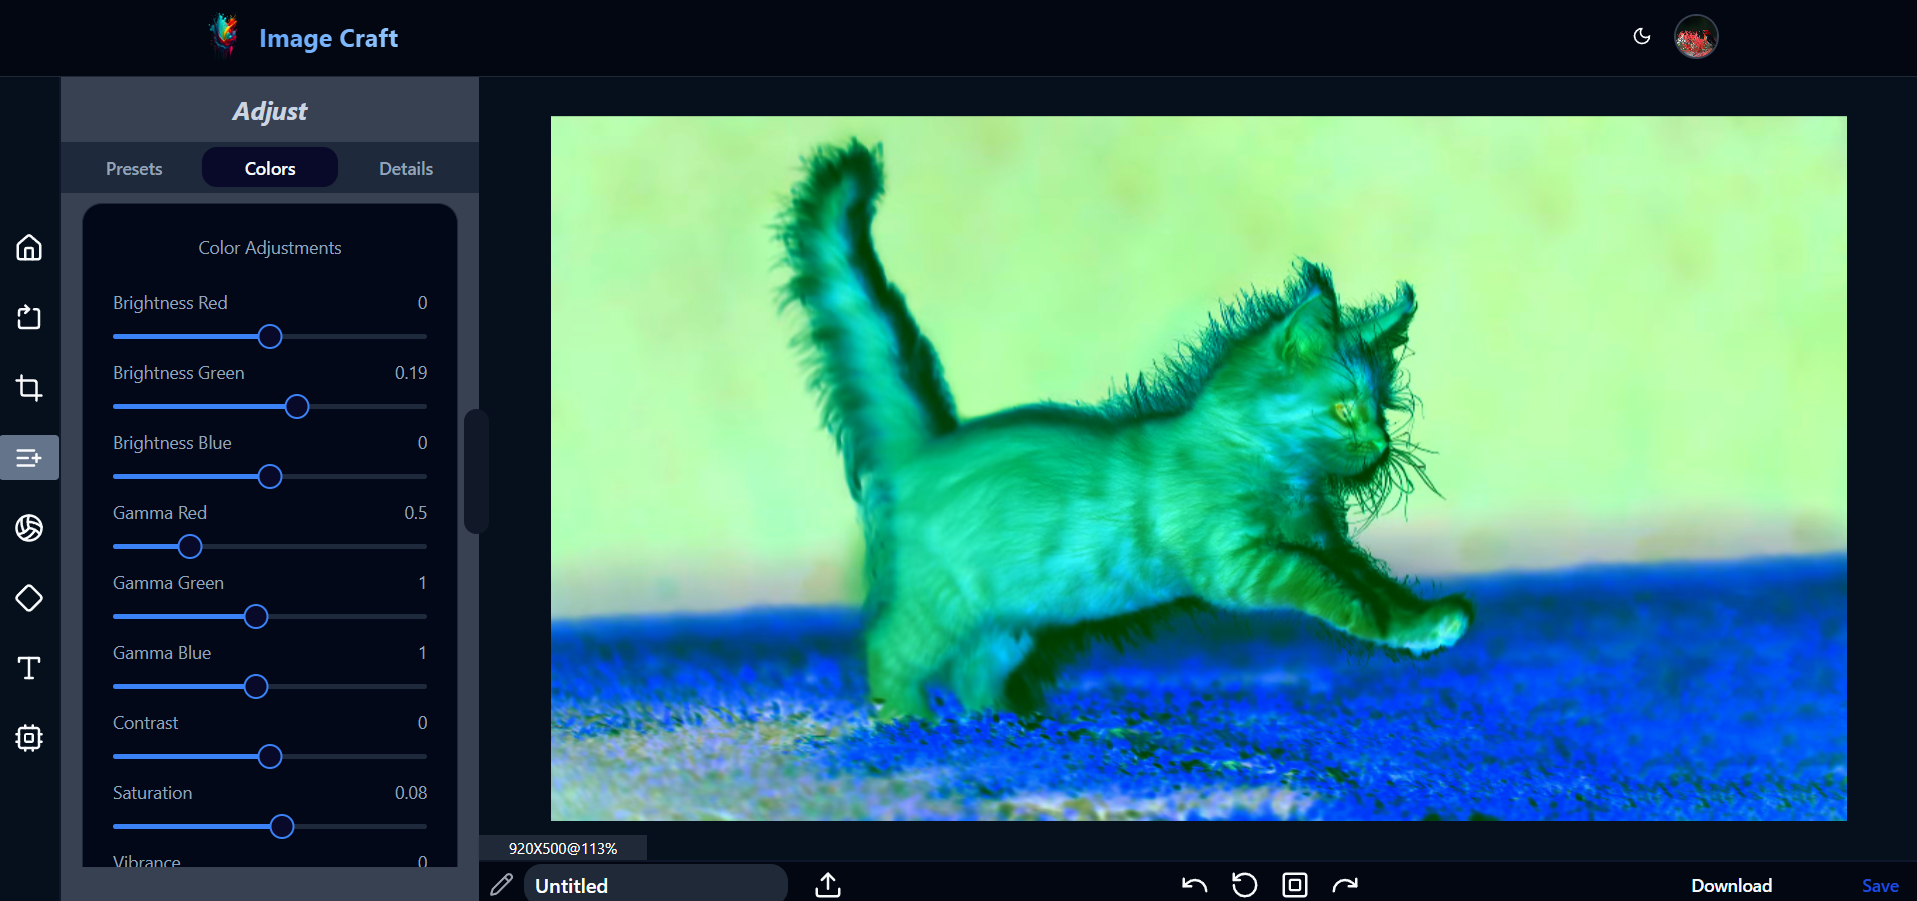 Image Craft
Adjust
Presets Colors Details
Color Adjustments
Brightness Red 0
Brightness Green 0.19
Brightness Blue 0
Gamma Red 0.5
Gamma Green 1
Gamma Blue 1
Contrast 0
Saturation 0.08
Vibrance 0
920X500@113%
Untitled
Download Save